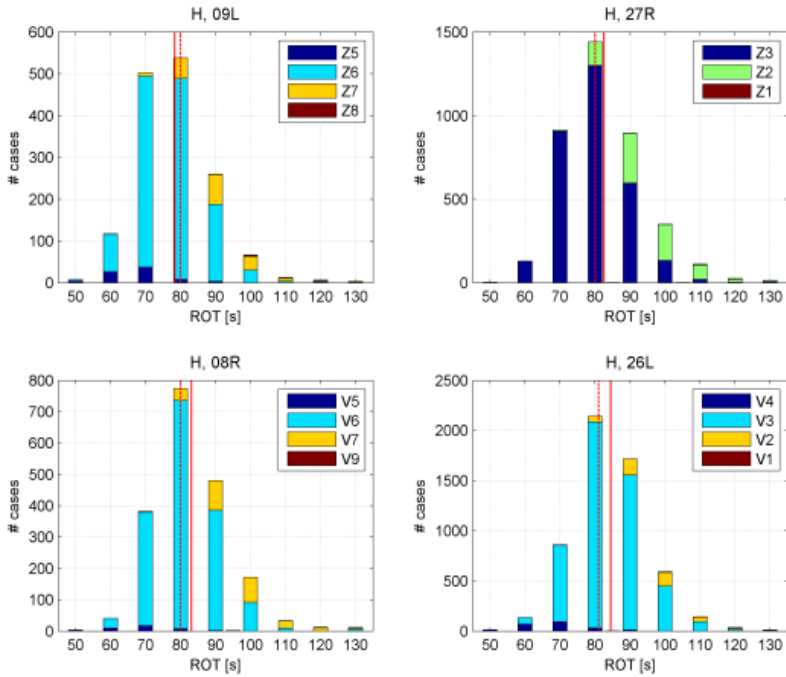 H, 09L
600
500
400
300
200
100
0
# cases
50 60 70 80 90 100 110 120 130
ROT [s]
Z5
Z6
Z7
Z8
H, 27R
1500
1000
500
0
# cases
50 60 70 80 90 100 110 120 130
ROT [s]
Z3
Z2
Z1
H, 08R
800
700
600
500
400
300
200
100
0
# cases
50 60 70 80 90 100 110 120 130
ROT [s]
V5
V6
V7
V9
H, 26L
2500
2000
1500
1000
500
0
# cases
50 60 70 80 90 100 110 120 130
ROT [s]
V4
V3
V2
V1